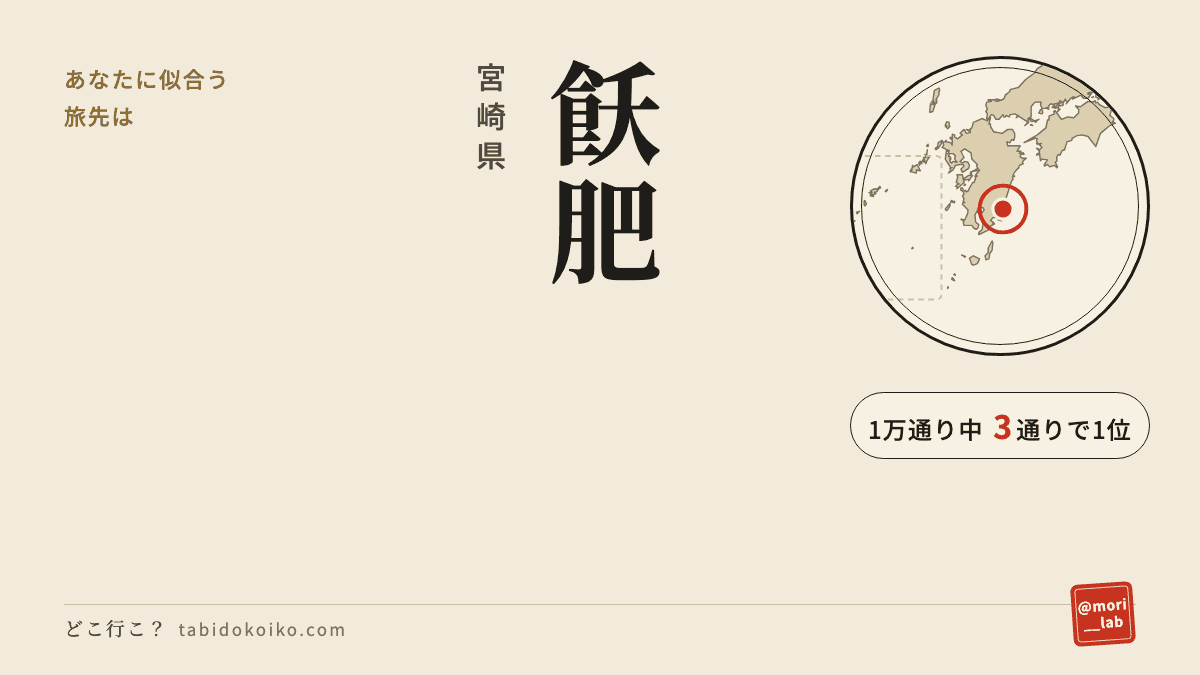 あなたに似合う
旅先は
飫肥
宮崎県
1万通り中 3通りで1位
どこ行こ? tabidokoiko.com
@mori
__lab